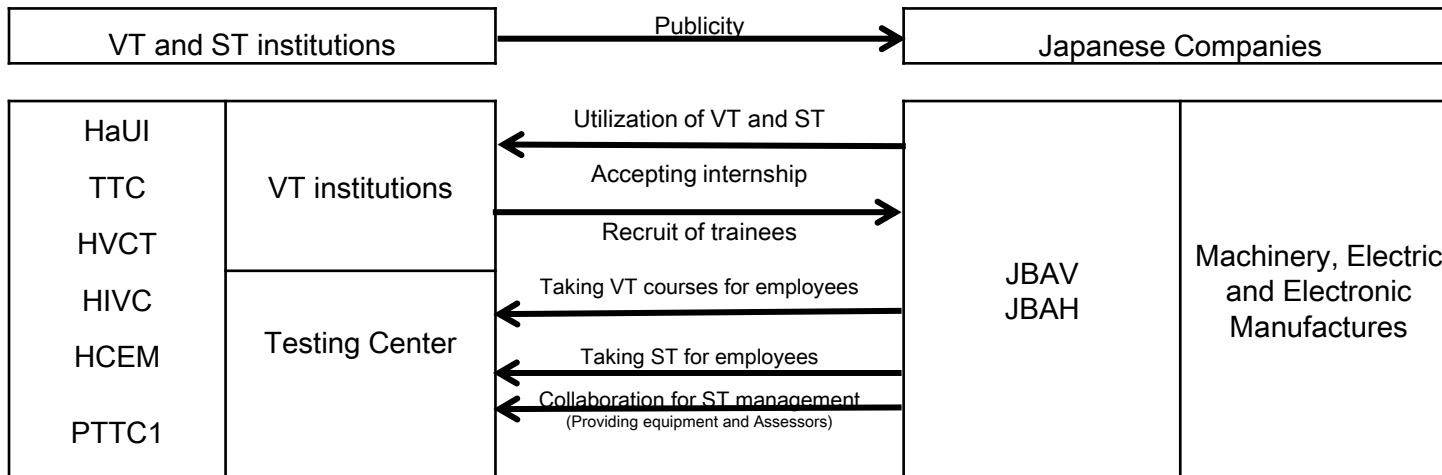 VT and ST institutions
Publicity
Japanese Companies
HaUI
TTC
HVCT
HIVC
HCEM
PTTC1
VT institutions
Testing Center
Utilization of VT and ST
Accepting internship
Recruit of trainees
Taking VT courses for employees
Taking ST for employees
Collaboration for ST management
(Providing equipment and Assessors)
JBAV
JBAH
Machinery, Electric
and Electronic
Manufactures